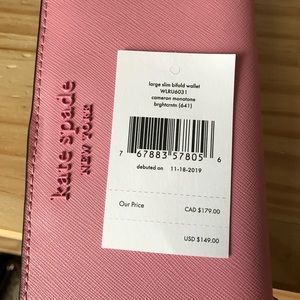 kate spade
NEW YORK
large slim bifold wallet
WLRU6031
cameron monotone
brghtcrntn (641)
7 67883 57805 6
debuted on 11-18-2019
Our Price
CAD $179.00
USD $149.00